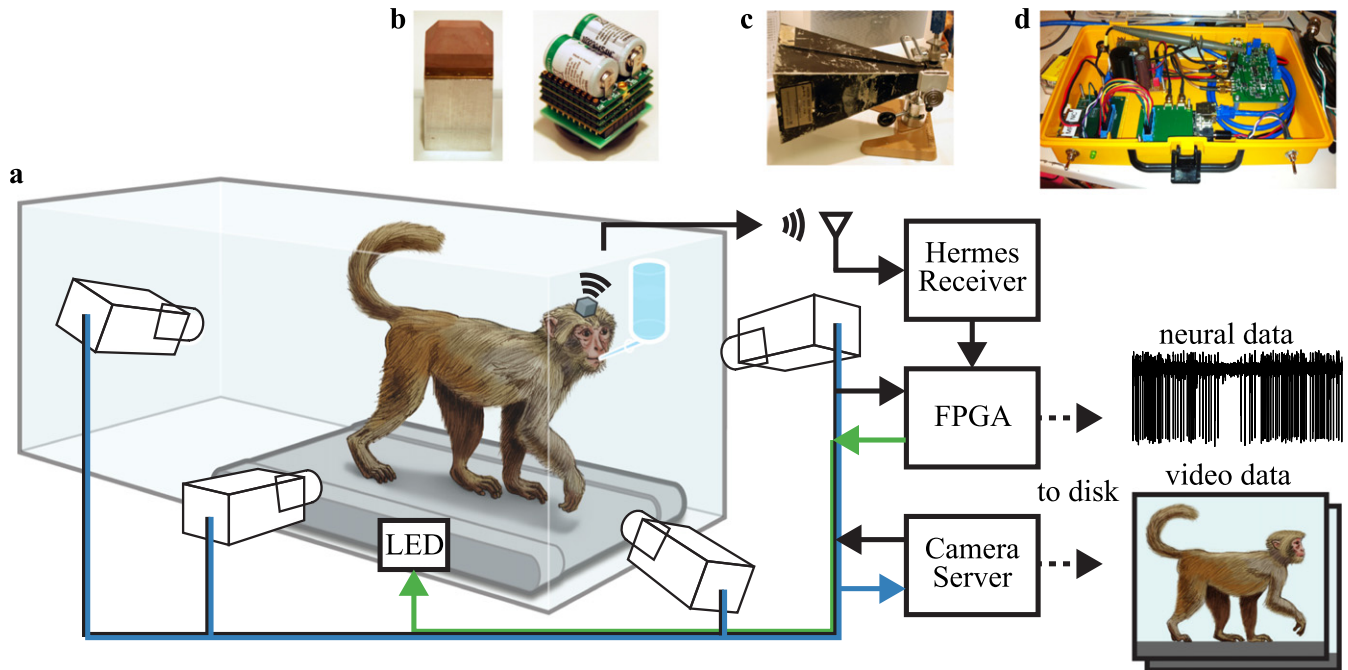 b
c
d
a
Hermes
Receiver
neural data
FPGA
video data
to disk
LED
Camera
Server